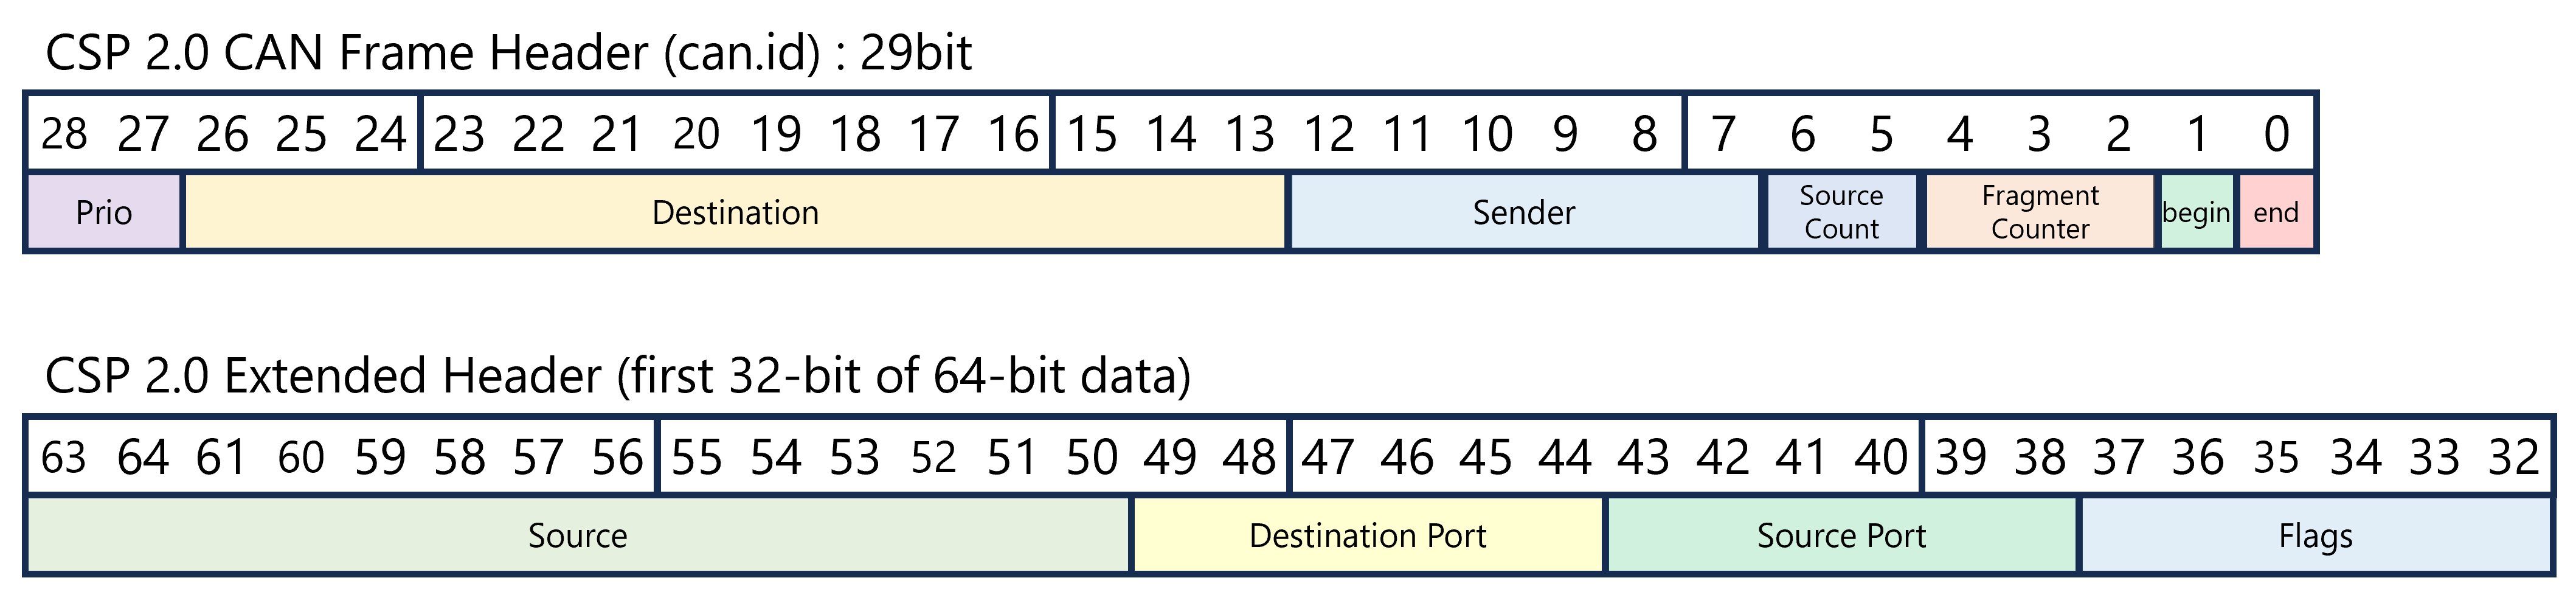 CSP 2.0 CAN Frame Header (can.id) : 29bit
28 27 26 25 24 23 22 21 20 19 18 17 16 15 14 13 12 11 10 9 8 7 6 5 4 3 2 1 0
Prio Destination Sender Source Count Fragment Counter begin end
CSP 2.0 Extended Header (first 32-bit of 64-bit data)
63 64 61 60 59 58 57 56 55 54 53 52 51 50 49 48 47 46 45 44 43 42 41 40 39 38 37 36 35 34 33 32
Source Destination Port Source Port Flags